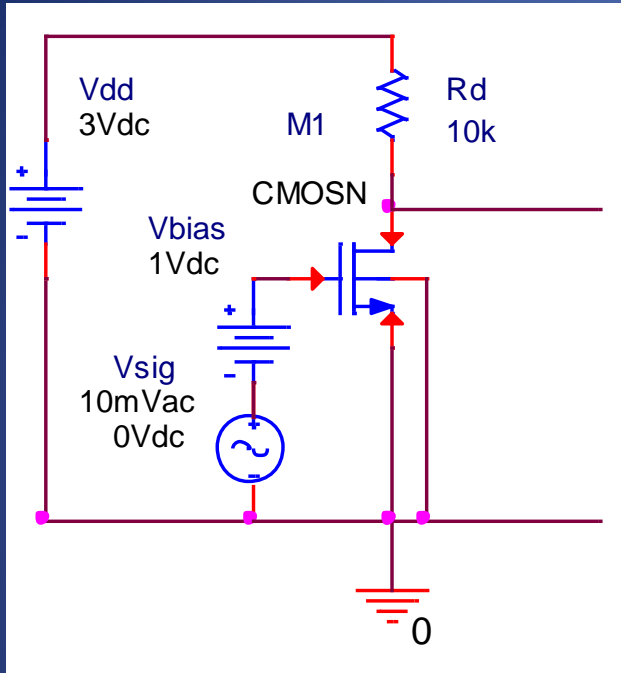 Vdd
3Vdc
M1
Rd
10k
CMOSN
Vbias
1Vdc
Vsig
10mVac
0Vdc
0